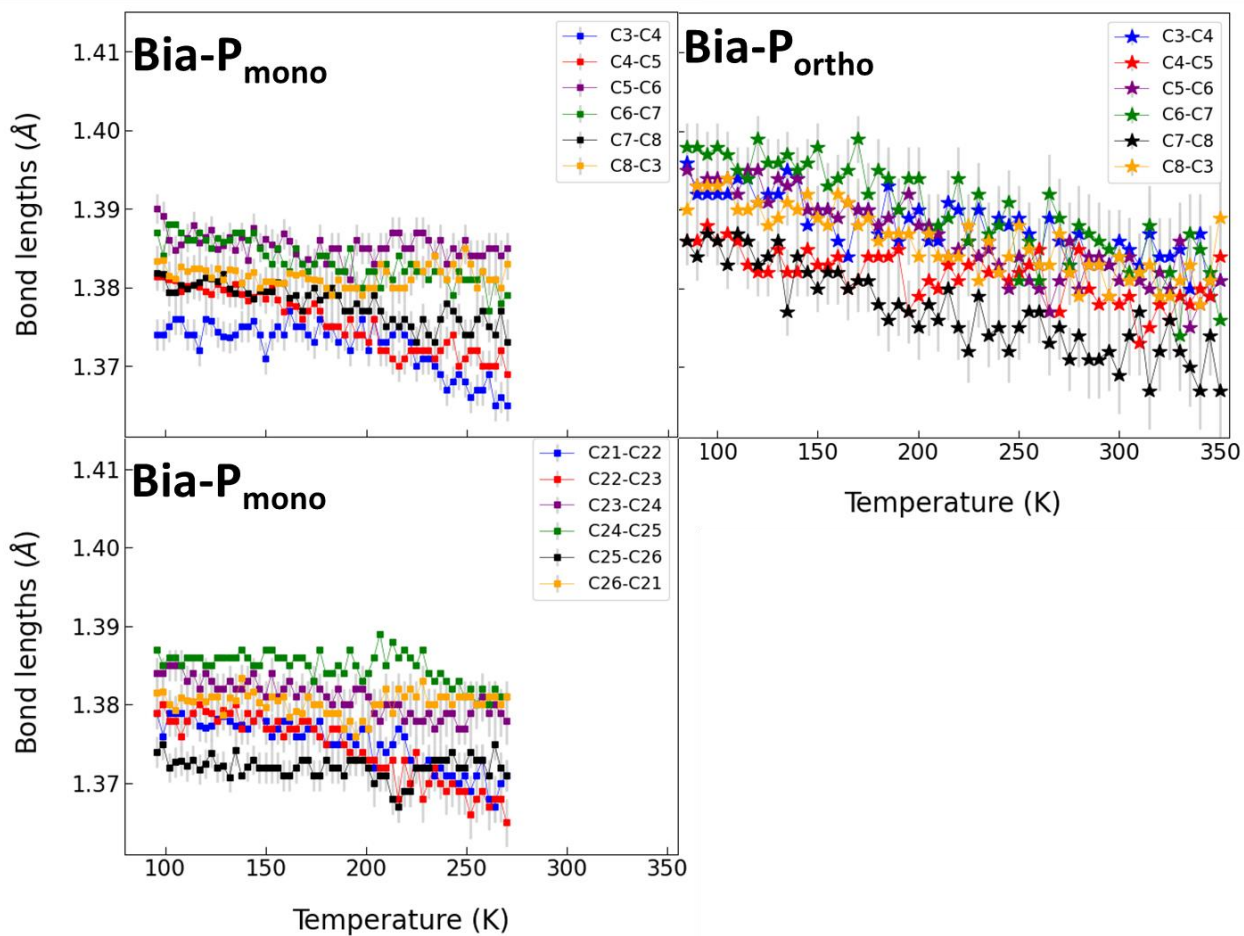 Bia-Pmono
1.41
1.40
1.39
1.38
1.37
Bond lengths (Å)
C3-C4
C4-C5
C5-C6
C6-C7
C7-C8
C8-C3
Bia-Portho
C3-C4
C4-C5
C5-C6
C6-C7
C7-C8
C8-C3
100 150 200 250 300 350
Temperature (K)
Bia-Pmono
1.41
1.40
1.39
1.38
1.37
Bond lengths (Å)
C21-C22
C22-C23
C23-C24
C24-C25
C25-C26
C26-C21
100 150 200 250 300 350
Temperature (K)